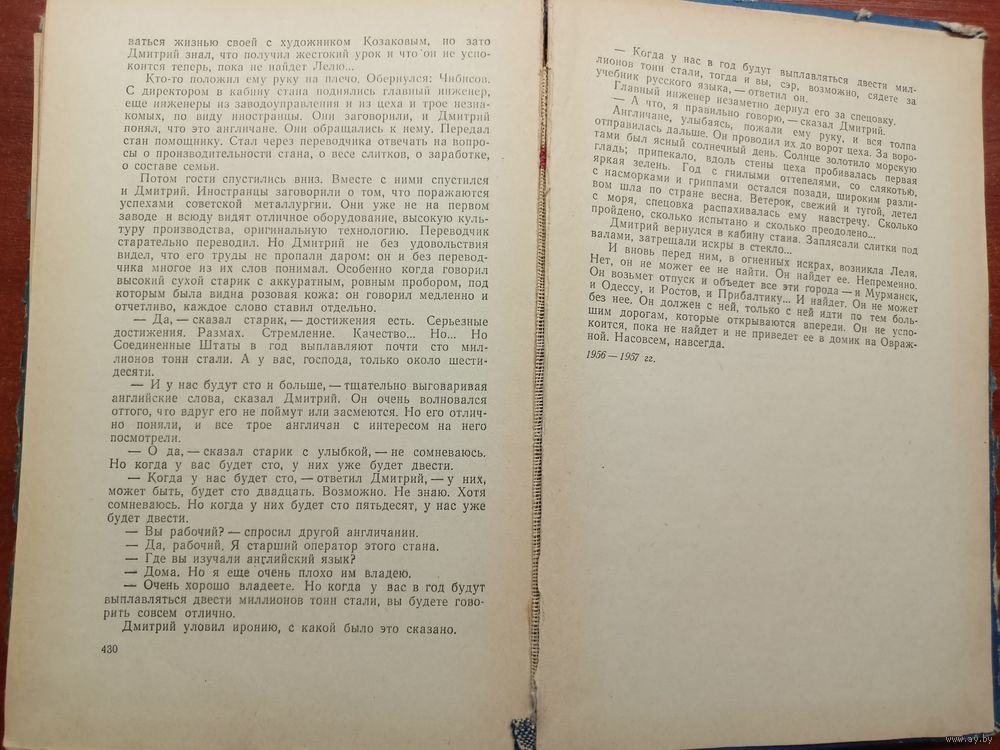 ваться жизнью своей с художником Козаковым, но зато
Дмитрий знал, что получил жестокий урок и что он не успо-
коится теперь, пока не найдет Лелю...
Кто-то положил ему руку на плечо. Обернулся: Чибисов.
С директором в кабину стана поднялись главный инженер,
еще инженеры из заводоуправления и из цеха и трое незна-
комых, по виду иностранцы. Они заговорили, и Дмитрий
понял, что это англичане. Они обращались к нему. Передал
стан помощнику. Стал через переводчика отвечать на вопро-
сы о производительности стана, о весе слитков, о заработке,
о составе семьи.
Потом гости спустились вниз. Вместе с ними спустился
и Дмитрий. Иностранцы заговорили о том, что поражаются
успехами советской металлургии. Они уже не на первом
заводе и всюду видят отличное оборудование, высокую куль-
туру производства, оригинальную технологию. Переводчик
старательно переводил. Но Дмитрий не без удовольствия
видел, что его труды не пропали даром: он и без перевод-
чика многое из их слов понимал. Особенно когда говорил
высокий сухой старик с аккуратным, ровным пробором, под
которым была видна розовая кожа: он говорил медленно и
отчетливо, каждое слово ставил отдельно.
— Да, — сказал старик, — достижения есть. Серьезные
достижения. Размах. Стремление. Качество... Но... Но
Соединенные Штаты в год выплавляют почти сто мил-
лионов тонн стали. А у вас, господа, только около шести-
десяти.
— И у нас будут сто и больше, — тщательно выговаривая
английские слова, сказал Дмитрий. Он очень волновался
оттого, что вдруг его не поймут или засмеются. Но его отлич-
но поняли, и все трое англичан с интересом на него
посмотрели.
— О да, — сказал старик с улыбкой, — не сомневаюсь.
Но когда у вас будет сто, у них уже будет двести.
— Когда у нас будет сто, — ответил Дмитрий, — у них,
может быть, будет сто двадцать. Возможно. Не знаю. Хотя
сомневаюсь. Но когда у них будет сто пятьдесят, у нас уже
будет двести.
— Вы рабочий? — спросил другой англичанин.
— Да, рабочий. Я старший оператор этого стана.
— Где вы изучали английский язык?
— Дома. Но я еще очень плохо им владею.
— Очень хорошо владеете. Но когда у вас в год будут
выплавляться двести миллионов тонн стали, вы будете гово-
рить совсем отлично.
Дмитрий уловил иронию, с какой было это сказано.
430
— Когда у нас в год будут выплавляться двести мил-
лионов тонн стали, тогда и вы, сэр, возможно, сядете за
учебник русского языка, — ответил он.
Главный инженер незаметно дернул его за спецовку.
— А что, я правильно говорю, — сказал Дмитрий.
Англичане, улыбаясь, пожали ему руку, и вся толпа
отправилась дальше. Он проводил их до ворот цеха. За воро-
тами был ясный солнечный день. Солнце золотило морскую
гладь; припекало, вдоль стены цеха пробивалась первая
яркая зелень. Год с гнилыми оттепелями, со слякотью,
с насморками и гриппами остался позади, широким разли-
вом шла по стране весна. Ветерок, свежий и тугой, летел
с моря, спецовка распахивалась ему навстречу. Сколько
пройдено, сколько испытано и сколько преодолено...
Дмитрий вернулся в кабину стана. Заплясали слитки под
валами, затрещали искры в стекло...
И вновь перед ним, в огненных искрах, возникла Леля.
Нет, он не может ее не найти. Он найдет ее. Непременно.
Он возьмет отпуск и объедет все эти города — и Мурманск,
и Одессу, и Ростов, и Прибалтику... И найдет. Он не может
без нее. Он должен с ней, только с ней идти по тем боль-
шим дорогам, которые открываются впереди. Он не успо-
коится, пока не найдет и не приведет ее в домик на Овраж-
ной. Насовсем, навсегда.
1956 — 1957 гг.
www.ay.by